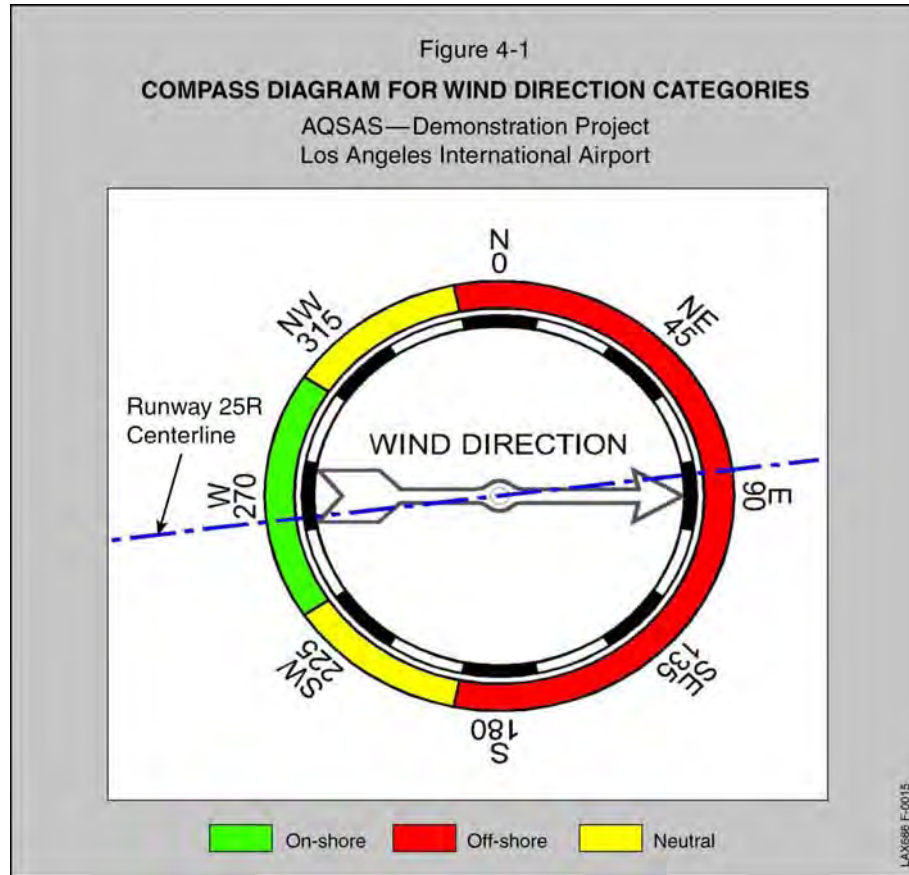 Figure 4-1
COMPASS DIAGRAM FOR WIND DIRECTION CATEGORIES
AQSAS—Demonstration Project
Los Angeles International Airport
N
0
NW
315
NE
45
Runway 25R
Centerline
WIND DIRECTION
W
270
E
90
SW
225
SE
135
180
S
On-shore
Off-shore
Neutral
LAX686 F-0015